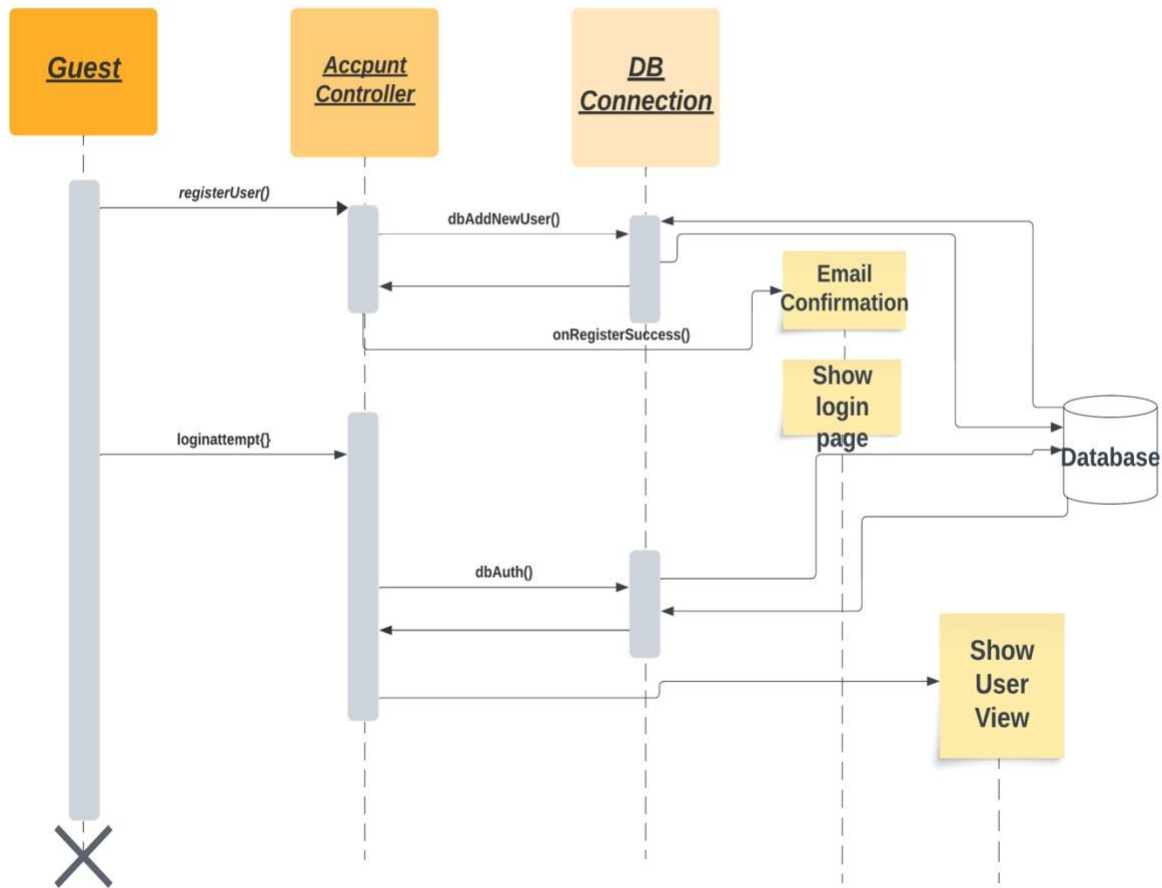 Guest
Accpunt
Controller
DB
Connection
registerUser()
dbAddNewUser()
Email
Confirmation
onRegisterSuccess()
Show
login
page
loginattempt{}
Database
dbAuth()
Show
User
View